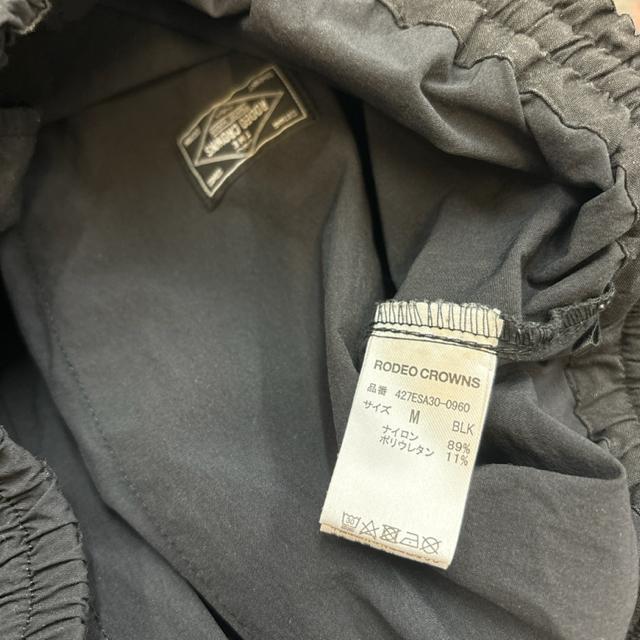 RODEO CROWNS
品番 427ESA30-0960
サイズ M BLK
ナイロン 89%
ポリウレタン 11%